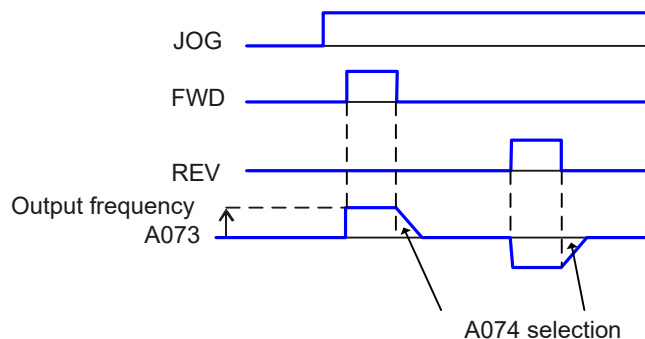 JOG
FWD
REV
Output frequency
A073
A074 selection